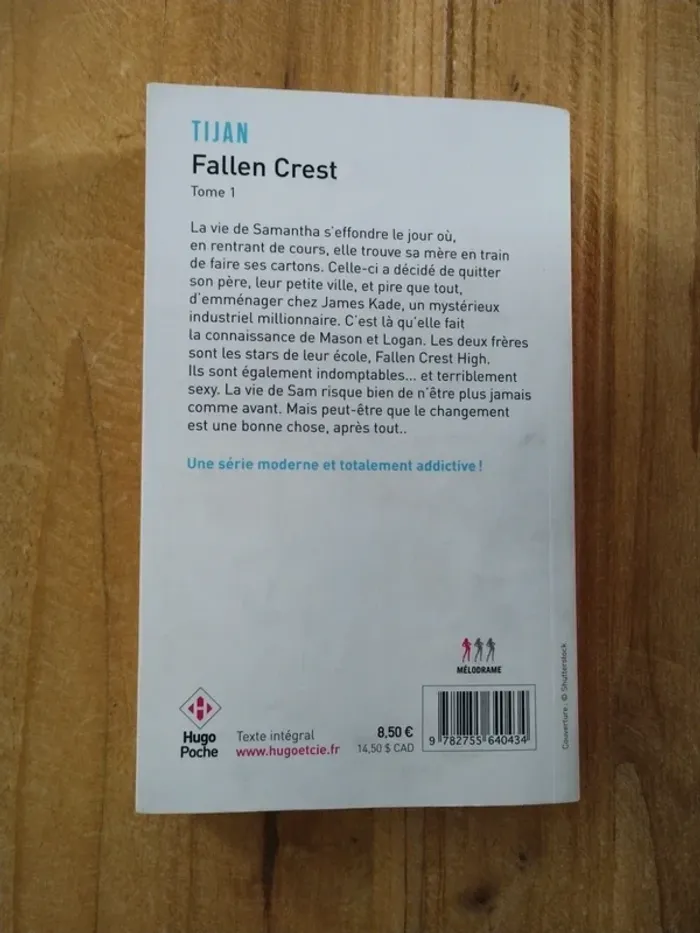 TIJAN
Fallen Crest
Tome 1
La vie de Samantha s'effondre le jour où,
en rentrant de cours, elle trouve sa mère en train
de faire ses cartons. Celle-ci a décidé de quitter
son père, leur petite ville, et pire que tout,
d'emménager chez James Kade, un mystérieux
industriel millionnaire. C'est là qu'elle fait
la connaissance de Mason et Logan. Les deux frères
sont les stars de leur école, Fallen Crest High.
Ils sont également indomptables... et terriblement
sexy. La vie de Sam risque bien de n'être plus jamais
comme avant. Mais peut-être que le changement
est une bonne chose, après tout..
Une série moderne et totalement addictive !
MÉLODRAME
H
Hugo
Poche
Texte intégral
www.hugoetcie.fr
8,50 €
14,50 $ CAD
9 782755 640434
Couverture : © Shutterstock